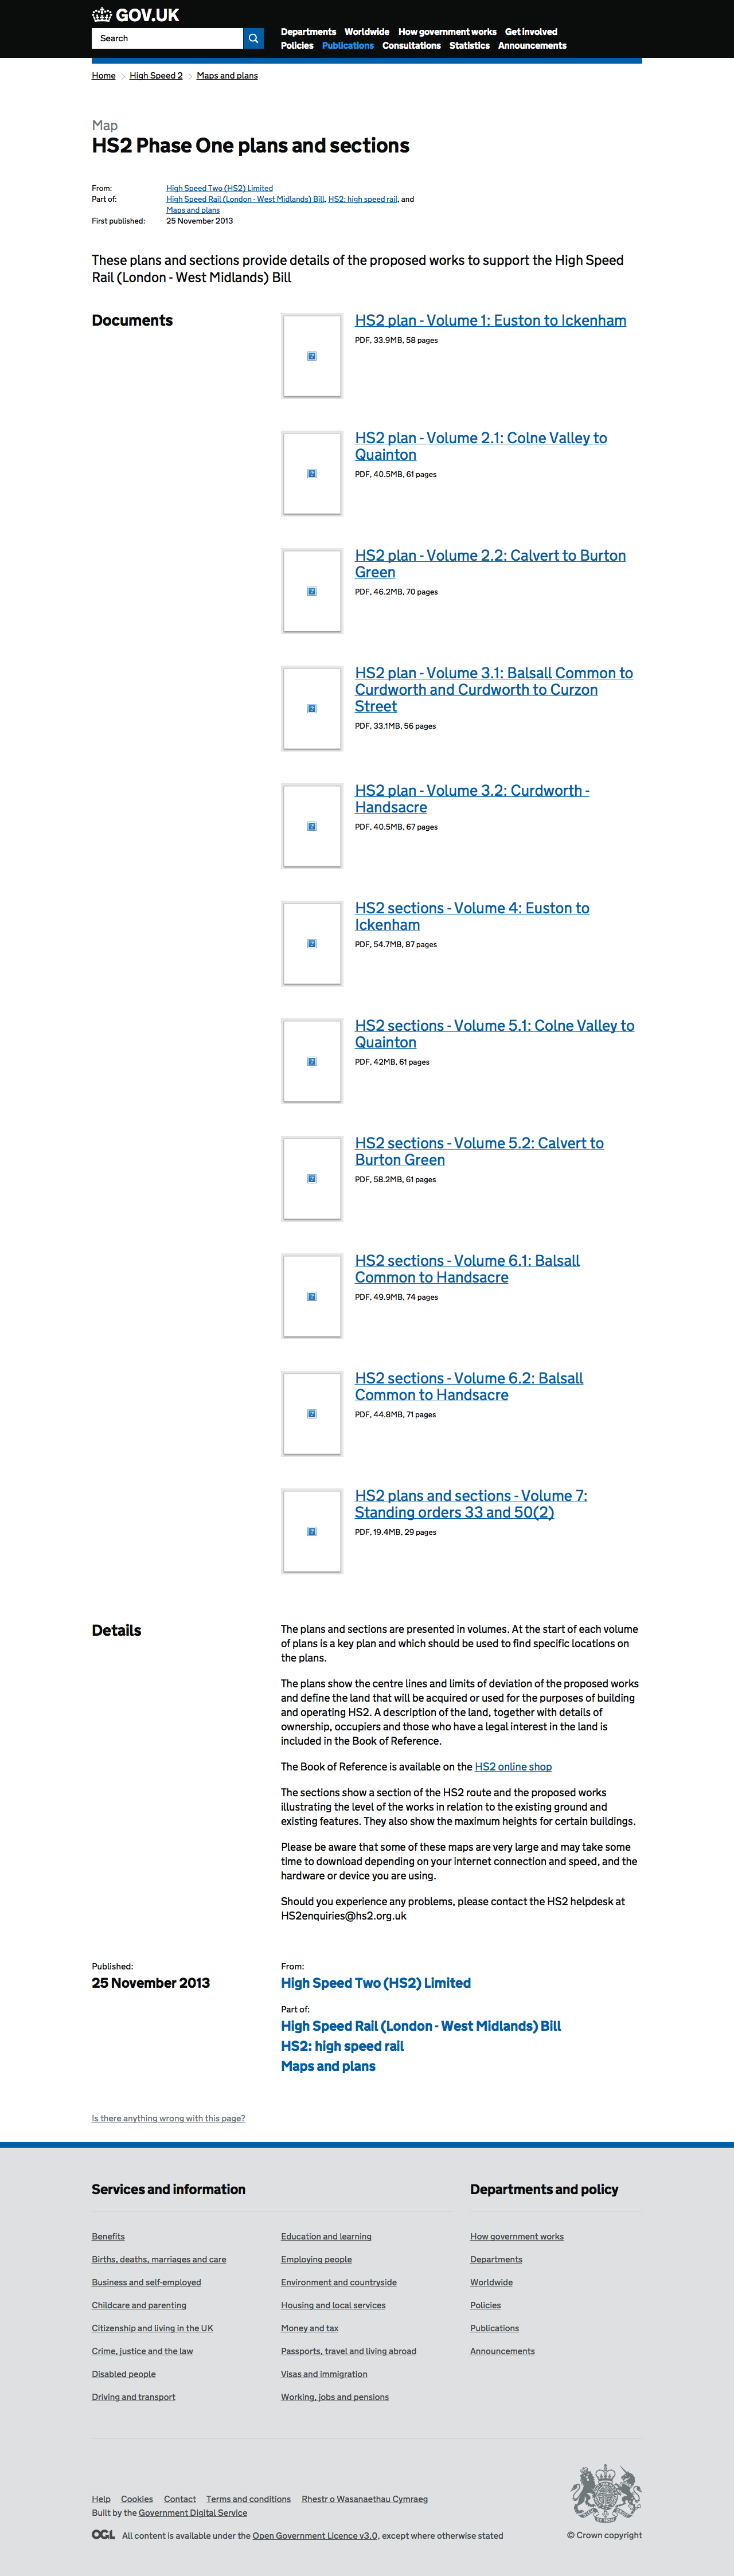 GOV.UK
Search
Departments Worldwide How government works Get involved
Policies Publications Consultations Statistics Announcements
Home High Speed 2 Maps and plans
Map
HS2 Phase One plans and sections
From: High Speed Two (HS2) Limited
Part of: High Speed Rail (London - West Midlands) Bill, HS2: high speed rail, and
Maps and plans
First published: 25 November 2013
These plans and sections provide details of the proposed works to support the High Speed
Rail (London - West Midlands) Bill
Documents
HS2 plan - Volume 1: Euston to Ickenham
PDF, 33.9MB, 58 pages
HS2 plan - Volume 2.1: Colne Valley to
Quainton
PDF, 40.5MB, 61 pages
HS2 plan - Volume 2.2: Calvert to Burton
Green
PDF, 46.2MB, 70 pages
HS2 plan - Volume 3.1: Balsall Common to
Curdworth and Curdworth to Curzon
Street
PDF, 33.1MB, 56 pages
HS2 plan - Volume 3.2: Curdworth -
Handsacre
PDF, 40.5MB, 67 pages
HS2 sections - Volume 4: Euston to
Ickenham
PDF, 54.7MB, 87 pages
HS2 sections - Volume 5.1: Colne Valley to
Quainton
PDF, 42MB, 61 pages
HS2 sections - Volume 5.2: Calvert to
Burton Green
PDF, 58.2MB, 61 pages
HS2 sections - Volume 6.1: Balsall
Common to Handsacre
PDF, 49.9MB, 74 pages
HS2 sections - Volume 6.2: Balsall
Common to Handsacre
PDF, 44.8MB, 71 pages
HS2 plans and sections - Volume 7:
Standing orders 33 and 50(2)
PDF, 19.4MB, 29 pages
Details
The plans and sections are presented in volumes. At the start of each volume
of plans is a key plan and which should be used to find specific locations on
the plans.
The plans show the centre lines and limits of deviation of the proposed works
and define the land that will be acquired or used for the purposes of building
and operating HS2. A description of the land, together with details of
ownership, occupiers and those who have a legal interest in the land is
included in the Book of Reference.
The Book of Reference is available on the HS2 online shop
The sections show a section of the HS2 route and the proposed works
illustrating the level of the works in relation to the existing ground and
existing features. They also show the maximum heights for certain buildings.
Please be aware that some of these maps are very large and may take some
time to download depending on your internet connection and speed, and the
hardware or device you are using.
Should you experience any problems, please contact the HS2 helpdesk at
HS2enquiries@hs2.org.uk
Published:
25 November 2013
From:
High Speed Two (HS2) Limited
Part of:
High Speed Rail (London - West Midlands) Bill
HS2: high speed rail
Maps and plans
Is there anything wrong with this page?
Services and information
Benefits
Births, deaths, marriages and care
Business and self-employed
Childcare and parenting
Citizenship and living in the UK
Crime, justice and the law
Disabled people
Driving and transport
Education and learning
Employing people
Environment and countryside
Housing and local services
Money and tax
Passports, travel and living abroad
Visas and immigration
Working, jobs and pensions
Departments and policy
How government works
Departments
Worldwide
Policies
Publications
Announcements
Help Cookies Contact Terms and conditions Rhestr o Wasanaethau Cymraeg
Built by the Government Digital Service
OGL All content is available under the Open Government Licence v3.0, except where otherwise stated
© Crown copyright